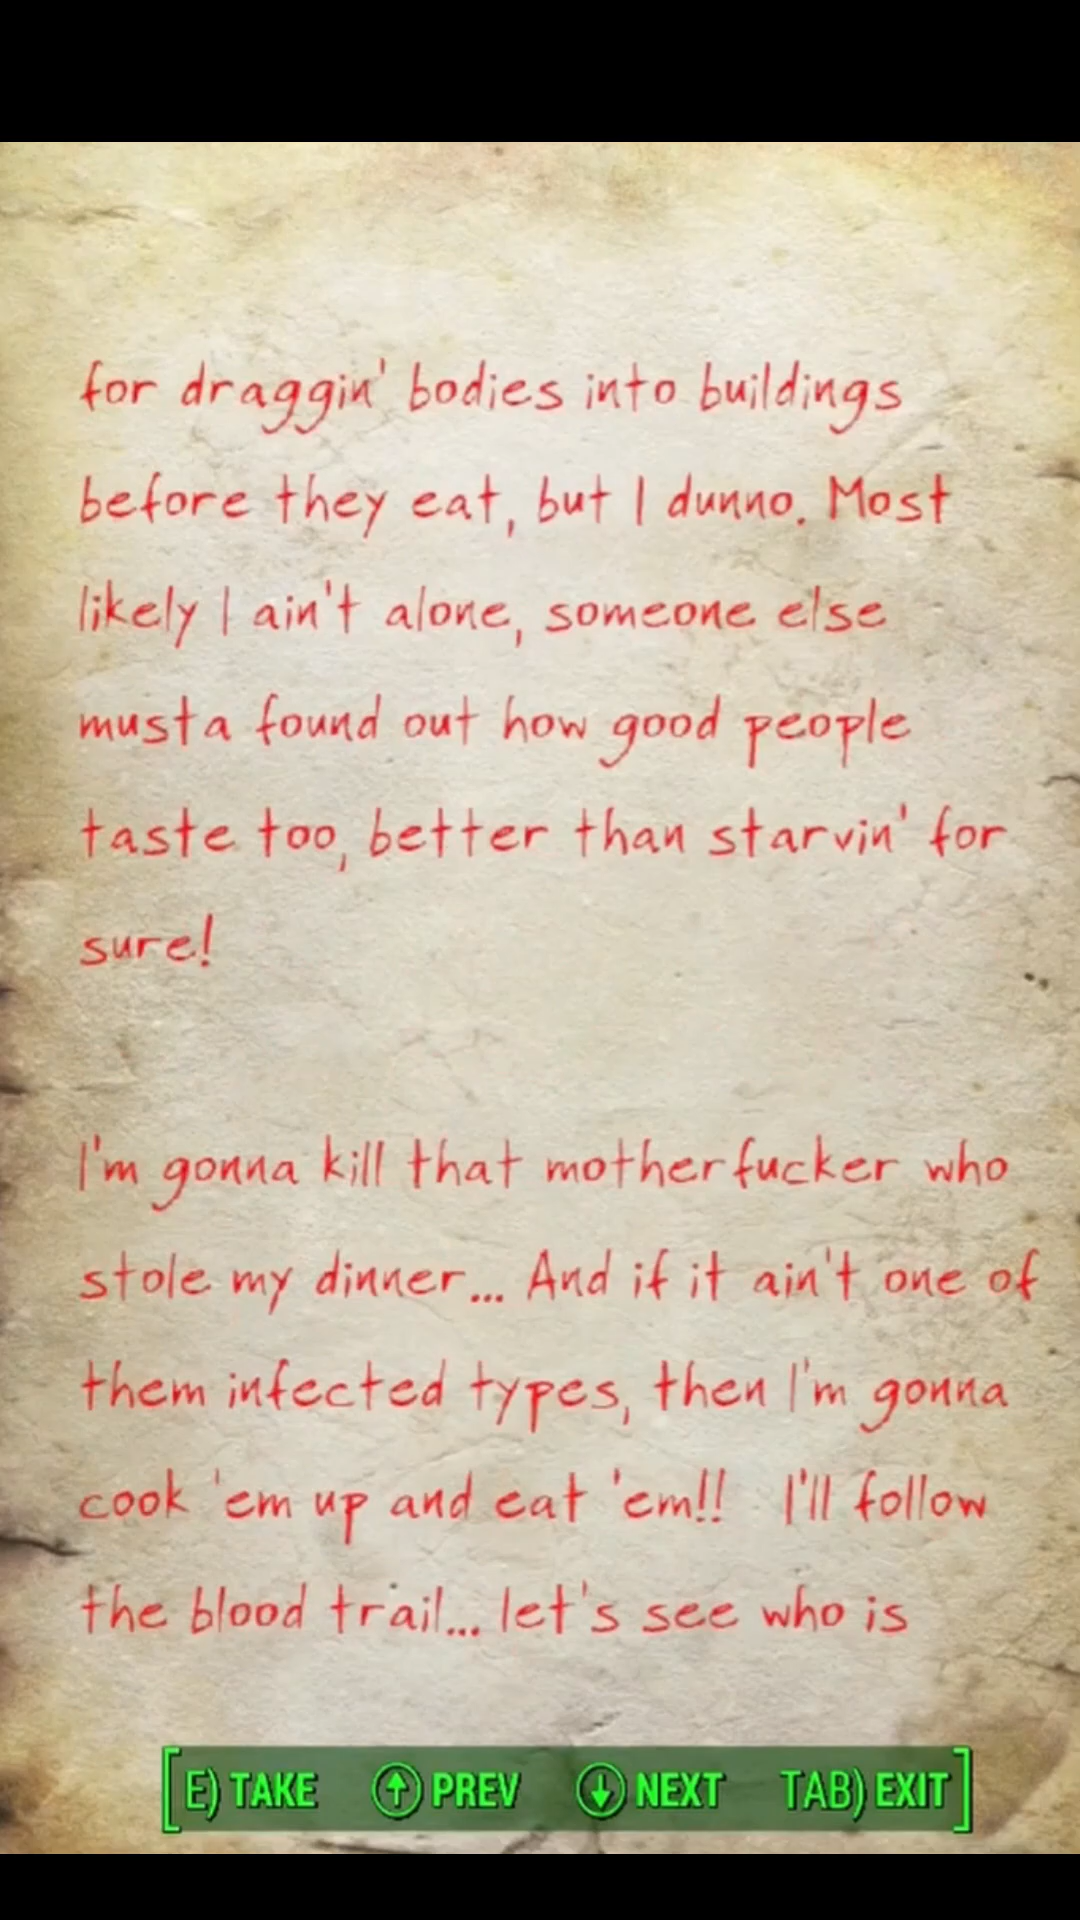 for draggin' bodies into buildings
before they eat, but I dunno. Most
likely I ain't alone, someone else
musta found out how good people
taste too, better than starvin' for
sure!
I'm gonna kill that motherfucker who
stole my dinner... And if it ain't one of
them infected types, then I'm gonna
cook 'em up and eat 'em!! I'll follow
the blood trail... let's see who is
E) TAKE PREV NEXT TAB) EXIT